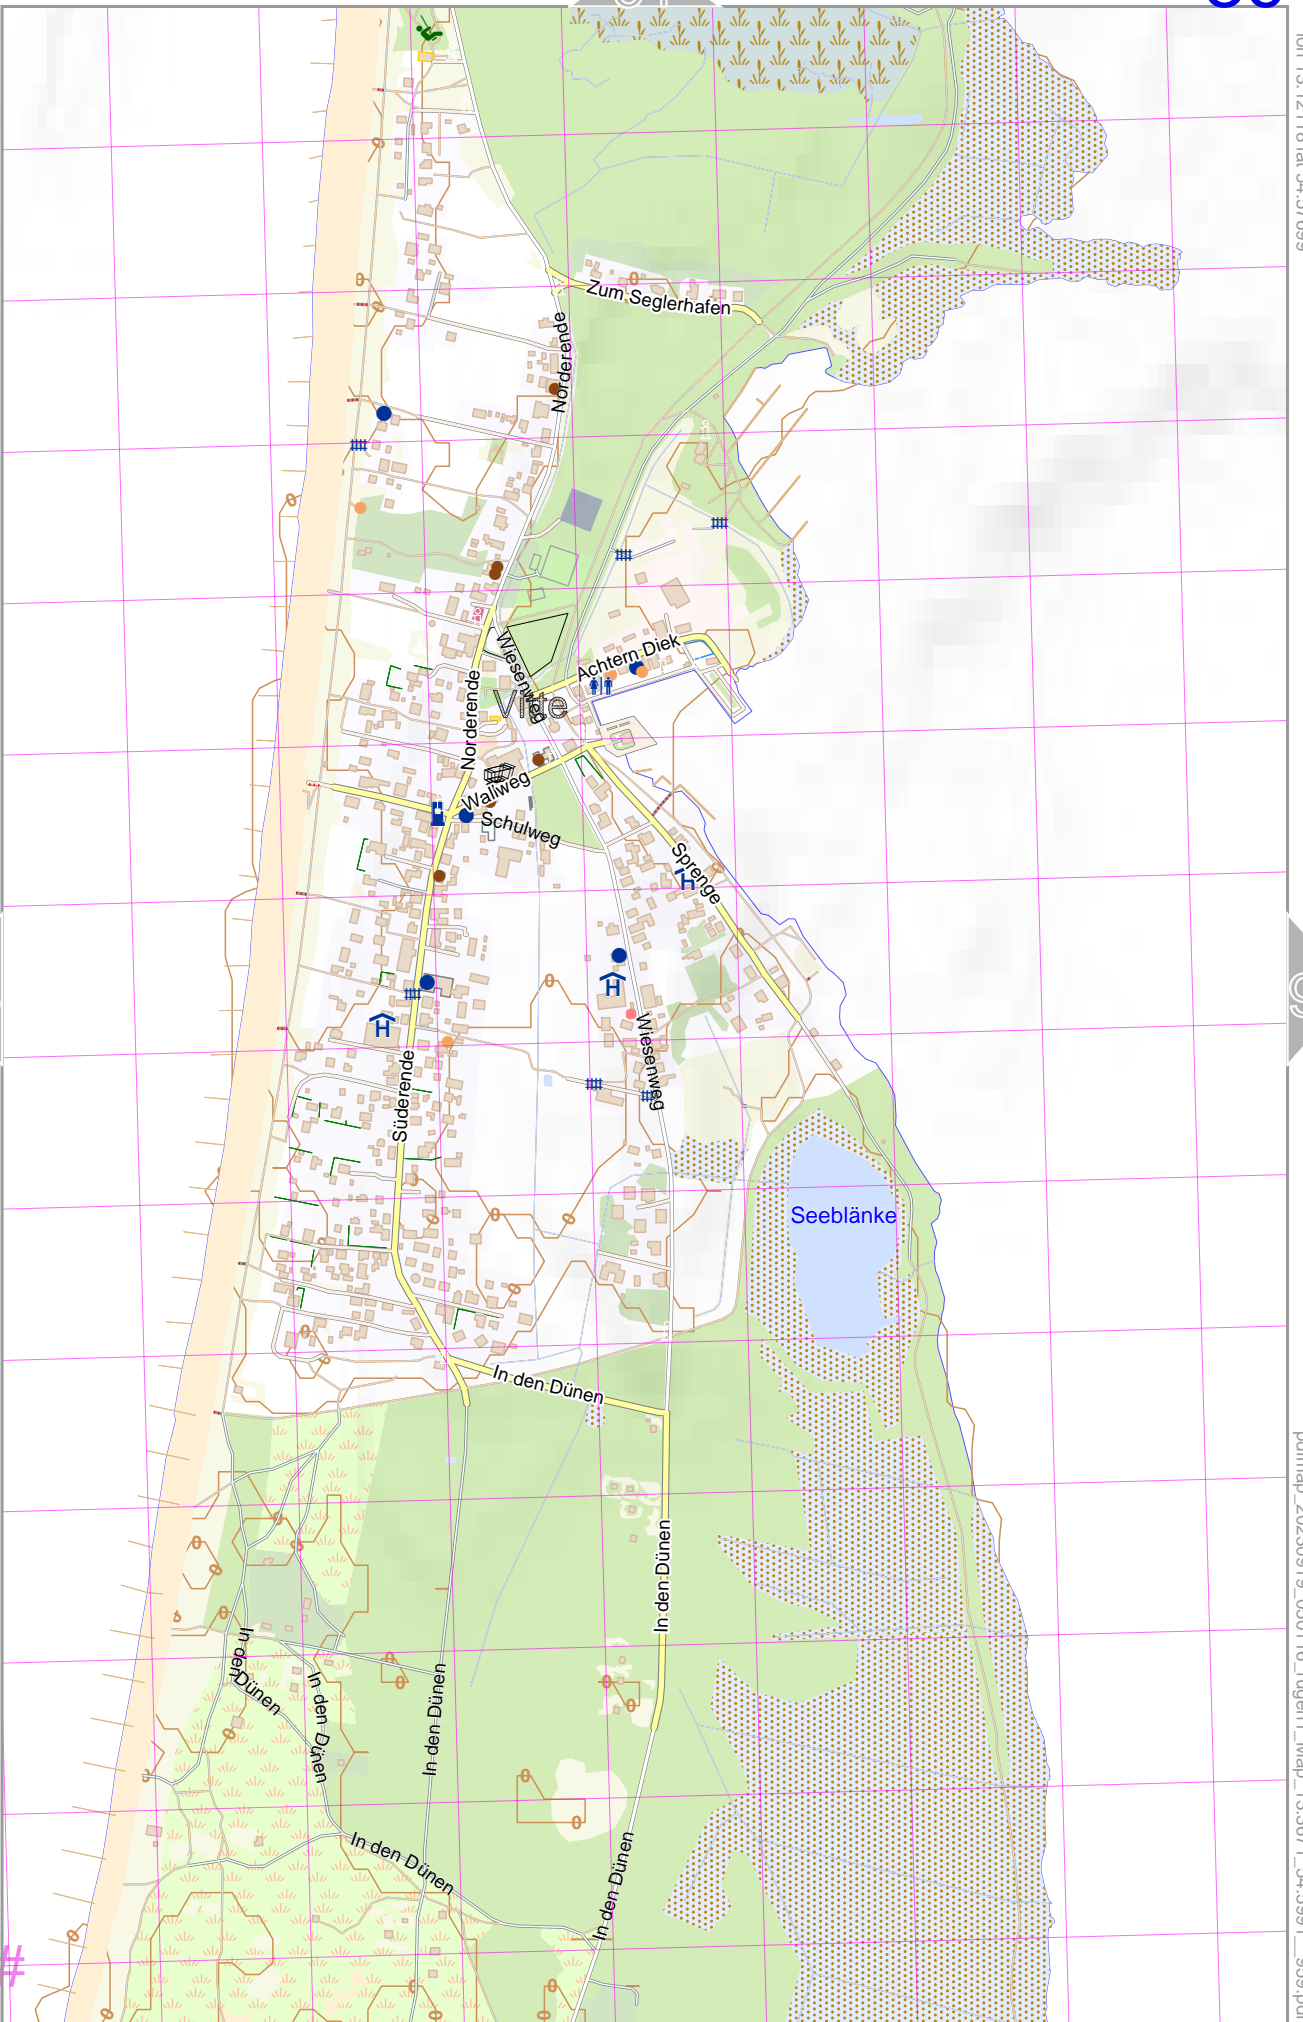 Zum Seglerhafen
Norderende
Achtern Diek
Wiesenweg
Vitte
Norderende
Wallweg
Schulweg
Sprenge
H
H
H
Wiesenweg
Süderende
Seeblänke
In den Dünen
In den Dünen
In den Dünen
In den Dünen
In den Dünen
In den Dünen
In den Dünen
#